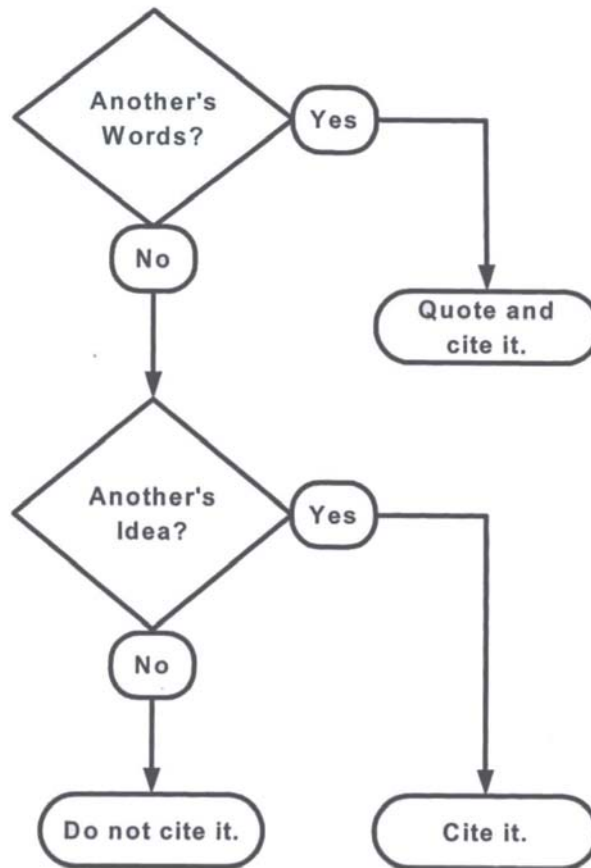 Another's
Words?
Yes
No
Quote and
cite it.
Another's
Idea?
Yes
No
Do not cite it.
Cite it.